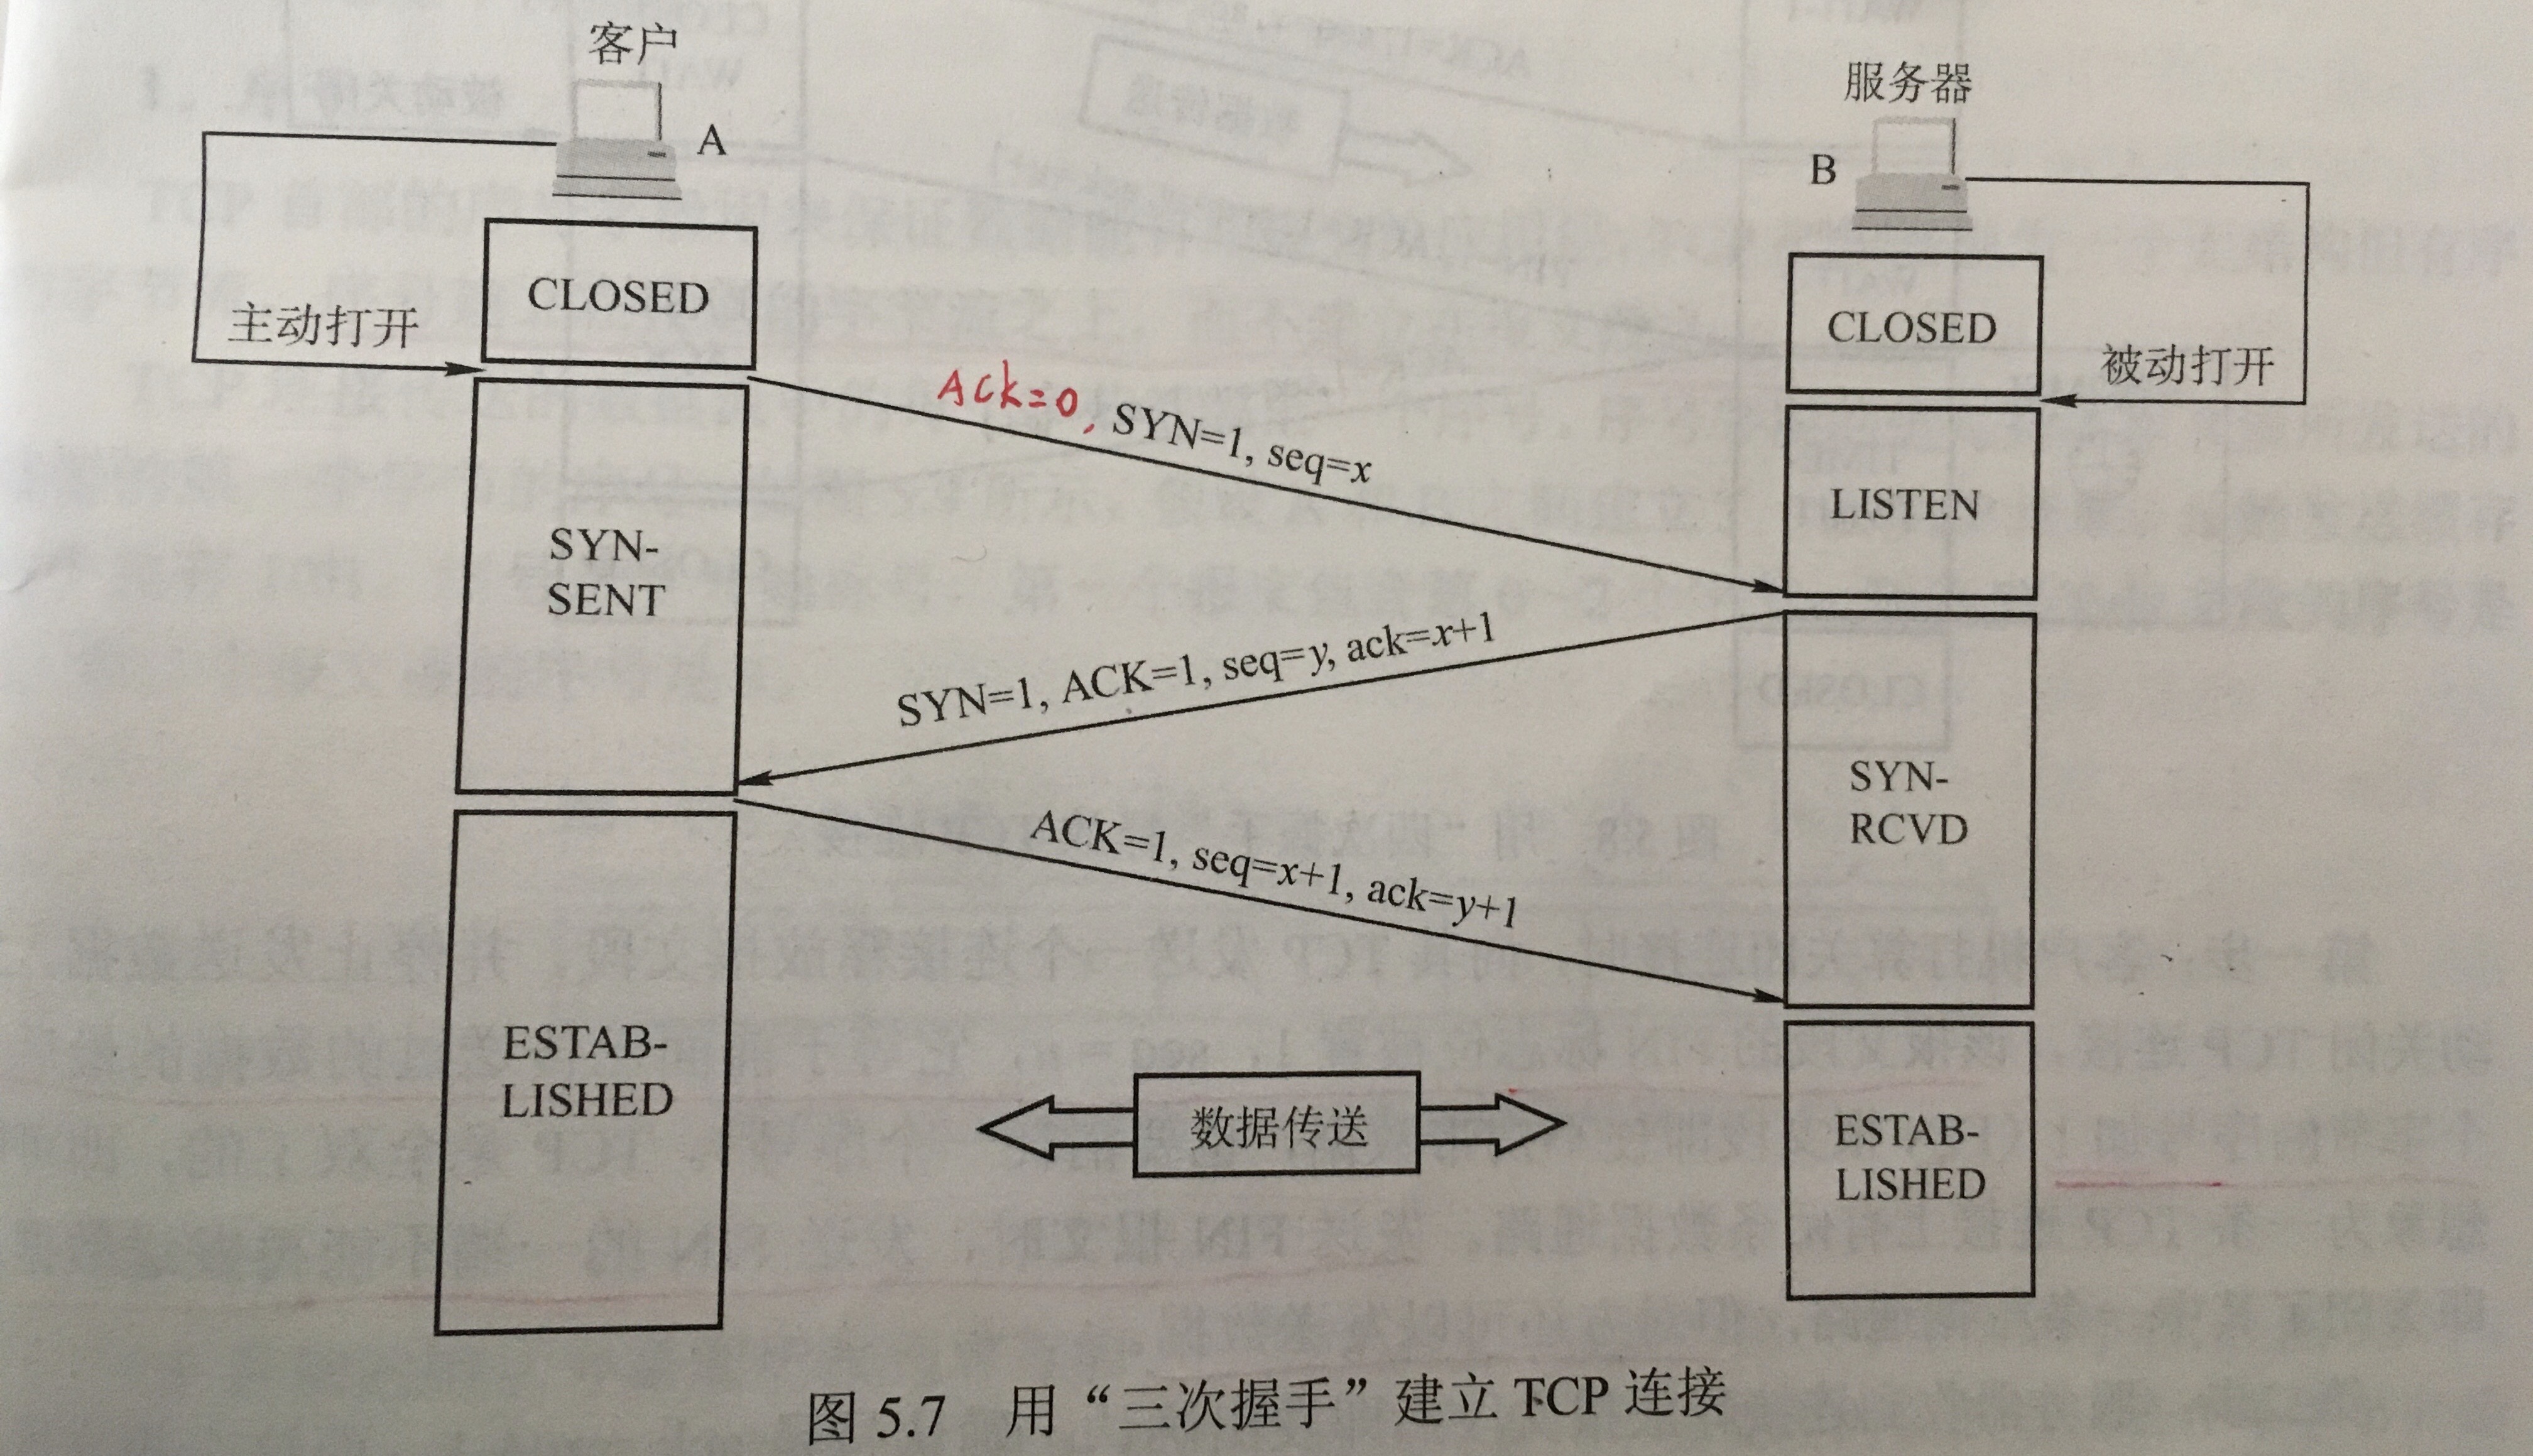 客户
服务器
A
B
CLOSED
CLOSED
主动打开
被动打开
ACK=0, SYN=1, seq=x
LISTEN
SYN-
SENT
SYN=1, ACK=1, seq=y, ack=x+1
SYN-
RCVD
ACK=1, seq=x+1, ack=y+1
ESTAB-
LISHED
数据传送
ESTAB-
LISHED
图 5.7 用“三次握手”建立 TCP 连接